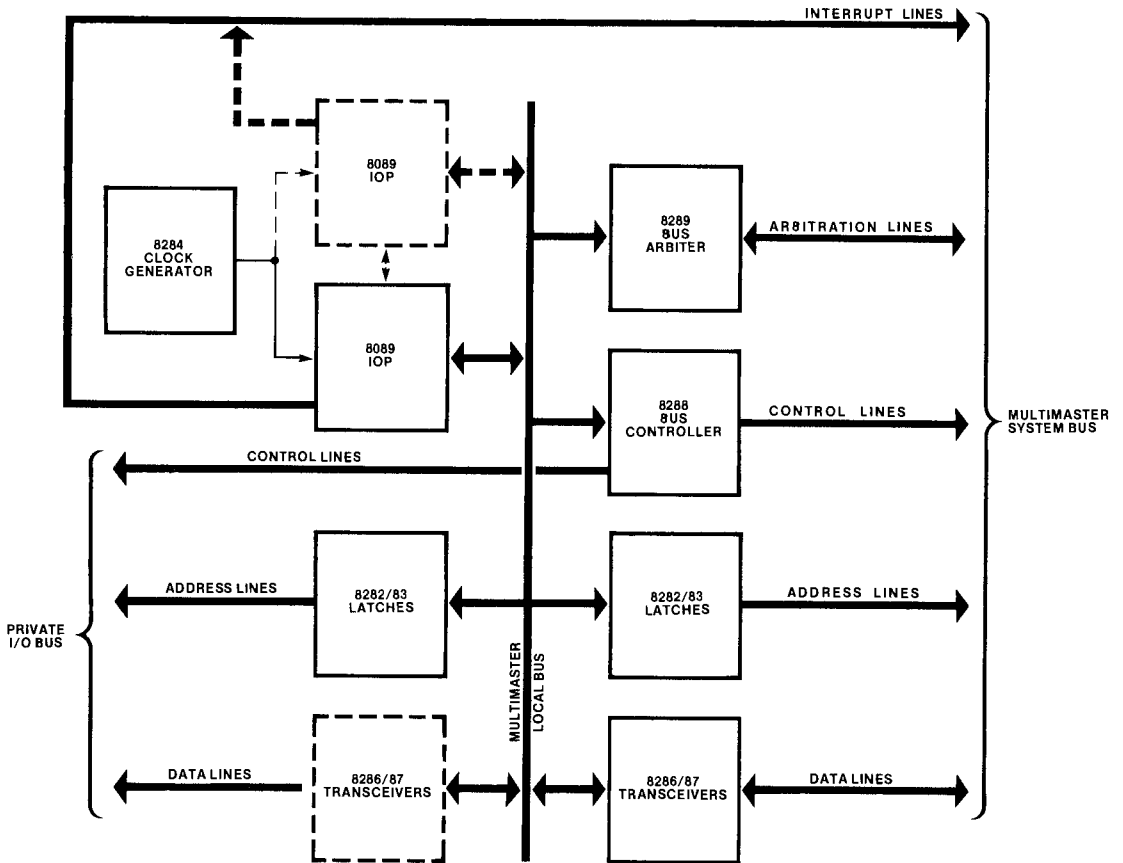 INTERRUPT LINES
8089
IOP
8284
CLOCK
GENERATOR
8289
BUS
ARBITER
ARBITRATION LINES
8089
IOP
8288
BUS
CONTROLLER
CONTROL LINES
MULTIMASTER
SYSTEM BUS
CONTROL LINES
ADDRESS LINES
8282/83
LATCHES
8282/83
LATCHES
ADDRESS LINES
PRIVATE
I/O BUS
MULTIMASTER
LOCAL BUS
DATA LINES
8286/87
TRANSCEIVERS
8286/87
TRANSCEIVERS
DATA LINES